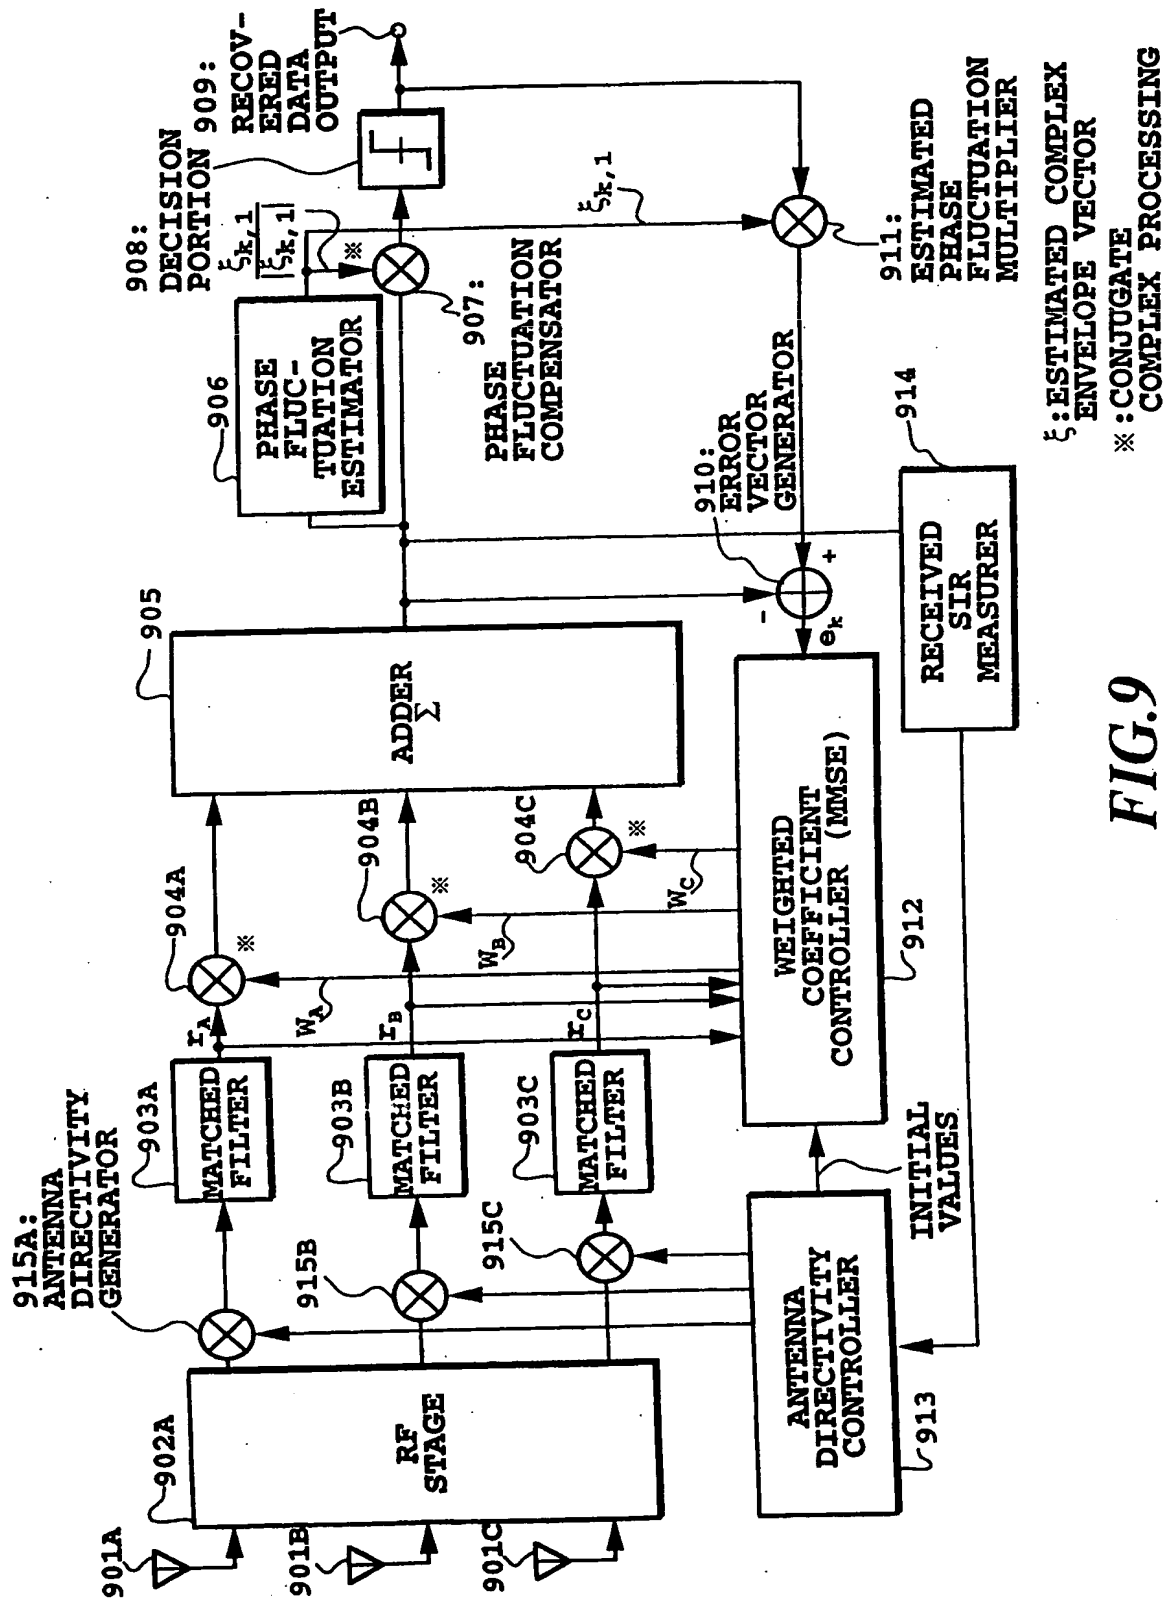 901A
901B
901C
902A
RF
STAGE
915A:
ANTENNA
DIRECTIVITY
GENERATOR
915B
915C
903A
MATCHED
FILTER
903B
MATCHED
FILTER
903C
MATCHED
FILTER
rA
rB
rC
904A
※
904B
※
904C
※
WA
WB
WC
905
ADDER
Σ
906
PHASE
FLUC-
TUATION
ESTIMATOR
907:
PHASE
FLUCTUATION
COMPENSATOR
ξk,1
|ξk,1|
※
908:
DECISION
PORTION
909:
RECOV-
ERED
DATA
OUTPUT
ξk,1
911:
ESTIMATED
PHASE
FLUCTUATION
MULTIPLIER
910:
ERROR
VECTOR
GENERATOR
+
-
ek
WEIGHTED
COEFFICIENT
CONTROLLER (MMSE)
912
ANTENNA
DIRECTIVITY
CONTROLLER
913
INITIAL
VALUES
914
RECEIVED
SIR
MEASURER
ξ:ESTIMATED COMPLEX
ENVELOPE VECTOR
※:CONJUGATE
COMPLEX PROCESSING
FIG.9